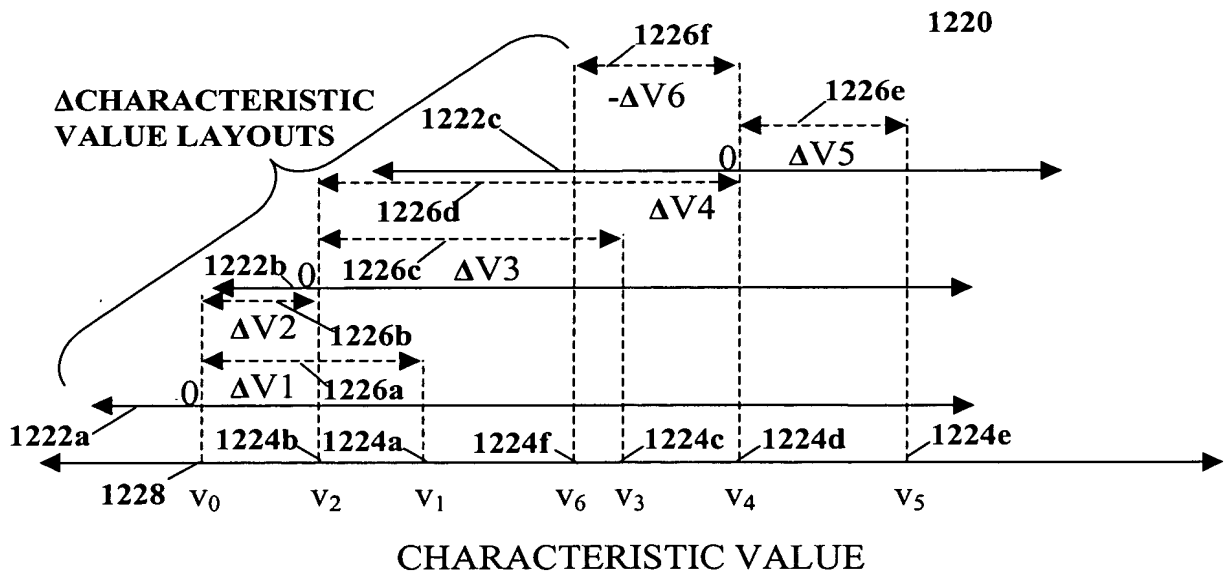 1220
1226f
-ΔV6
1226e
ΔCHARACTERISTIC
VALUE LAYOUTS
1222c
0
ΔV5
1226d
ΔV4
1222b
0
1226c
ΔV3
ΔV2
1226b
0
ΔV1
1226a
1222a
1224b
1224a
1224f
1224c
1224d
1224e
1228
v₀
v₂
v₁
v₆
v₃
v₄
v₅
CHARACTERISTIC VALUE